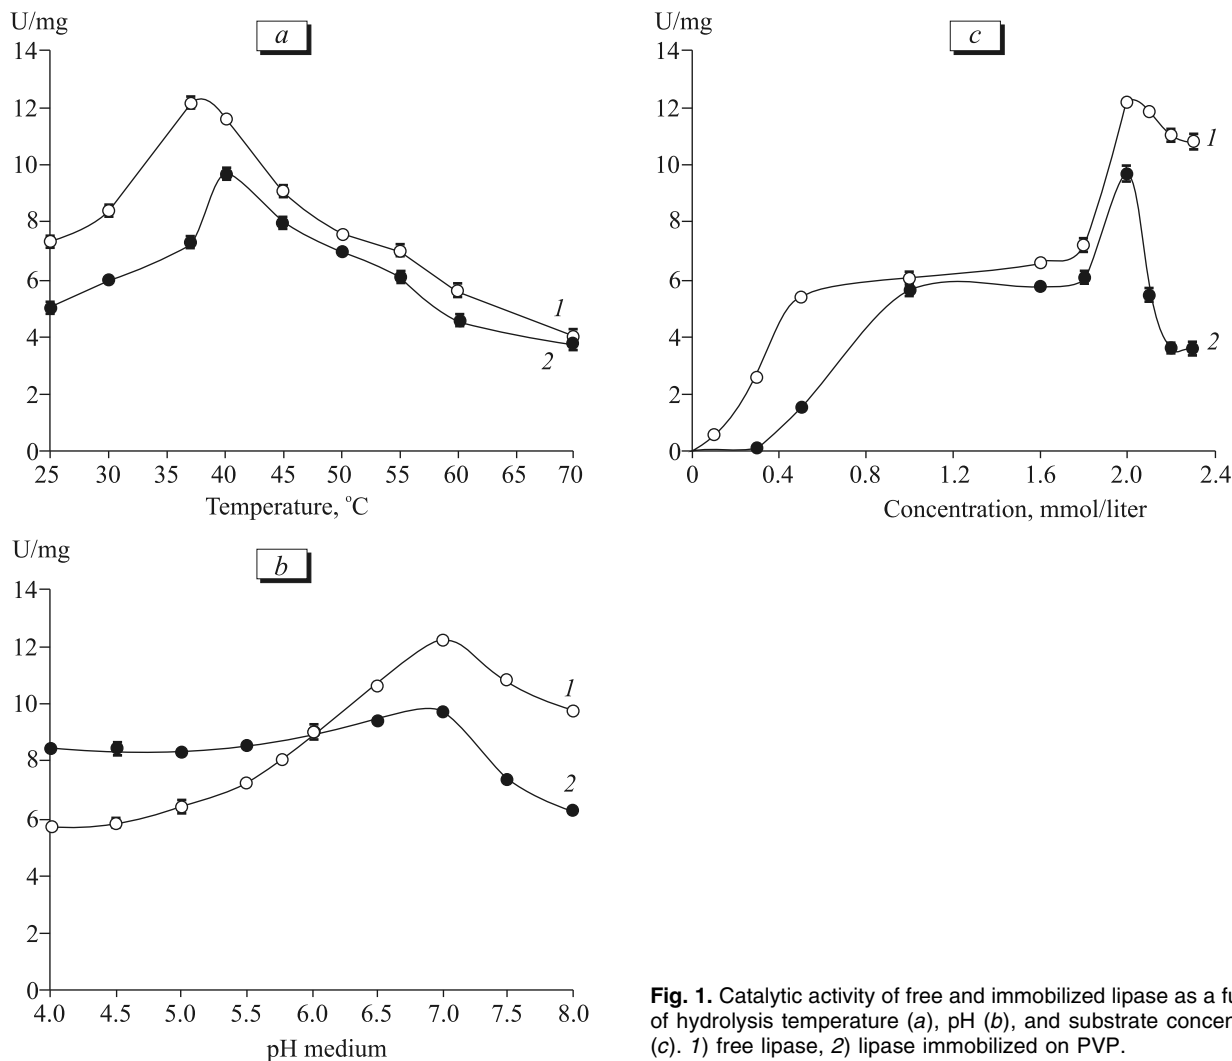 U/mg
a
14
12
10
8
6
4
2
0
25 30 35 40 45 50 55 60 65 70
1
2
Temperature, °C
U/mg
c
14
12
10
8
6
4
2
0
0 0.4 0.8 1.2 1.6 2.0 2.4
1
2
Concentration, mmol/liter
U/mg
b
14
12
10
8
6
4
2
0
4.0 4.5 5.0 5.5 6.0 6.5 7.0 7.5 8.0
1
2
pH medium
Fig. 1. Catalytic activity of free and immobilized lipase as a
of hydrolysis temperature (a), pH (b), and substrate
(c). 1) free lipase, 2) lipase immobilized on PVP.